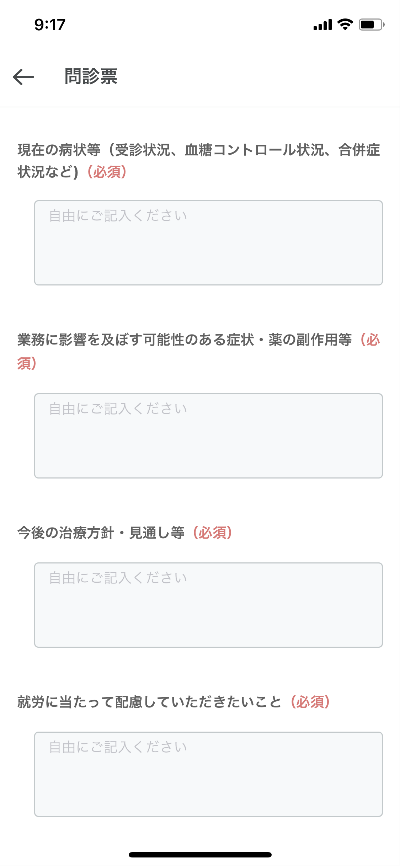 9:17
問診票
現在の病状等（受診状況、血糖コントロール状況、合併症
状況など)（必須）
自由にご記入ください
業務に影響を及ぼす可能性のある症状・薬の副作用等（必
須）
自由にご記入ください
今後の治療方針・見通し等（必須）
自由にご記入ください
就労に当たって配慮していただきたいこと（必須）
自由にご記入ください